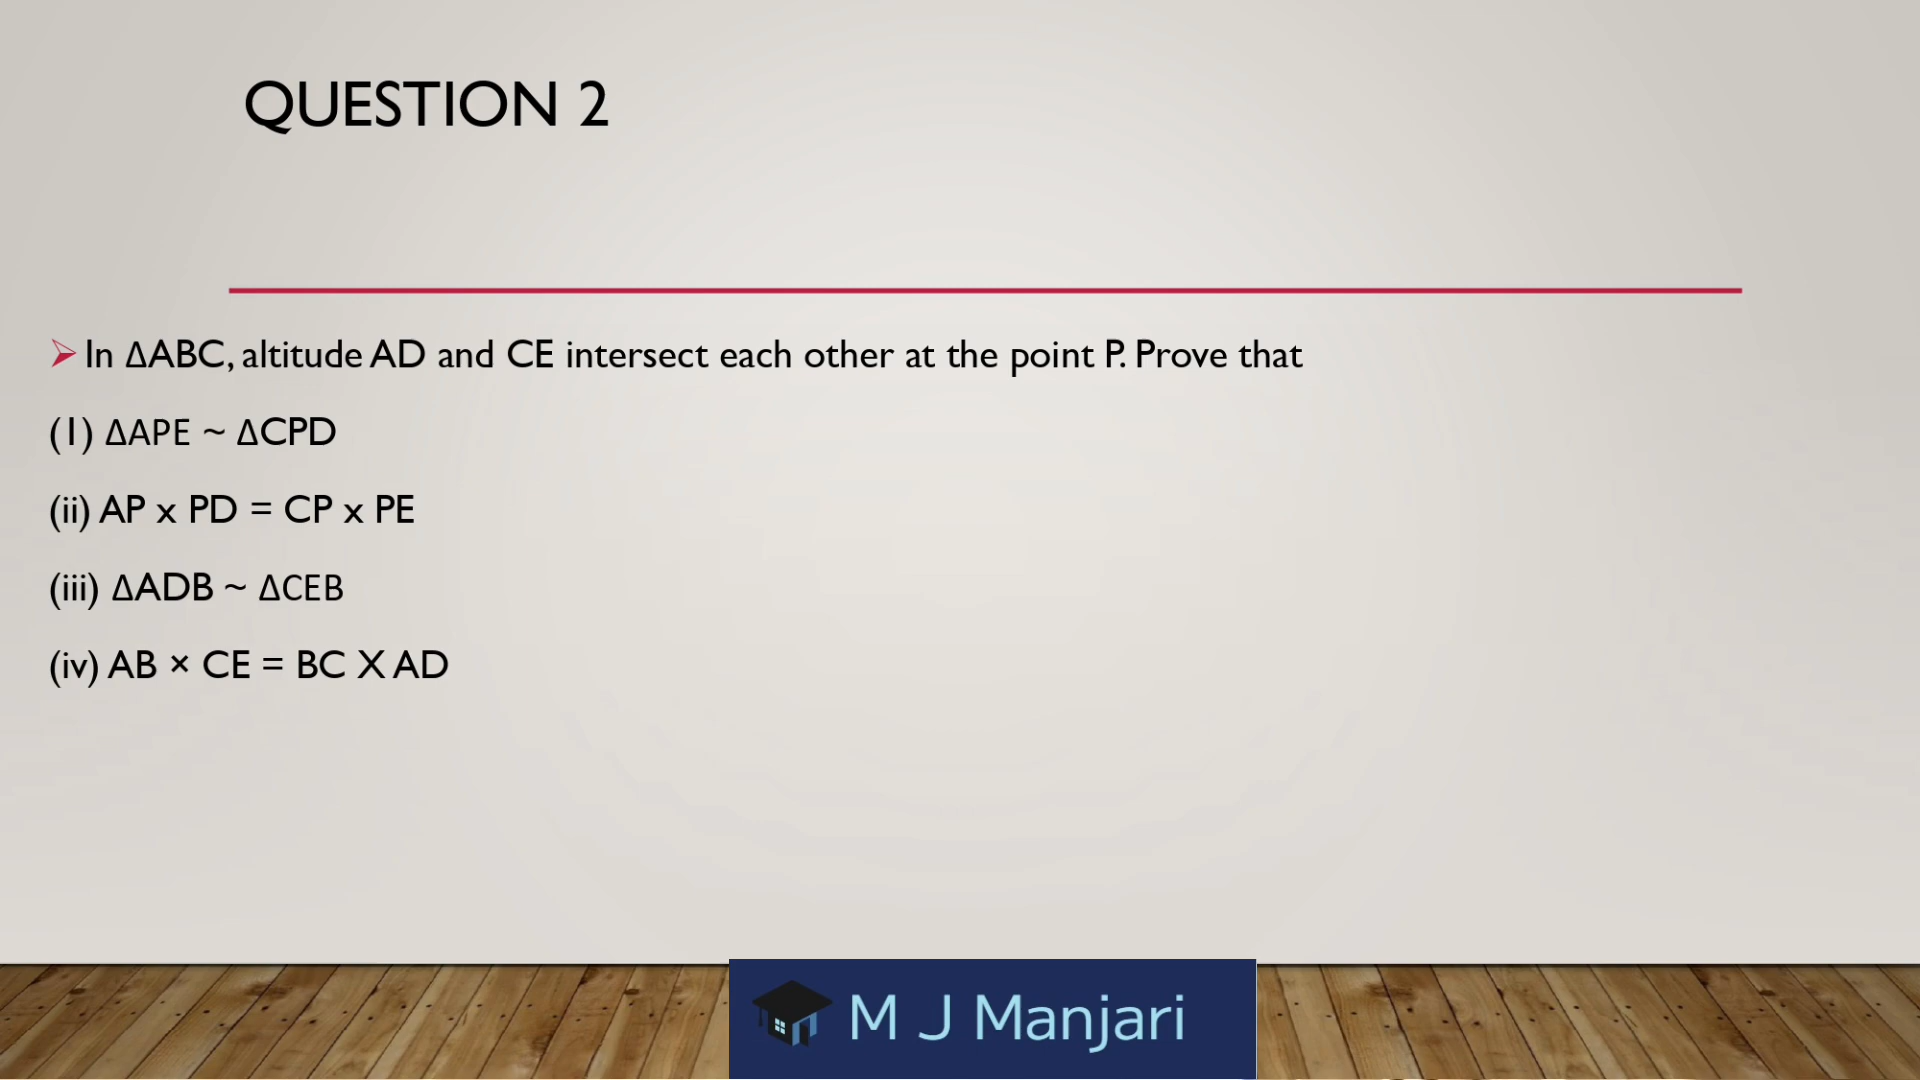 QUESTION 2
➢ In ΔABC, altitude AD and CE intersect each other at the point P. Prove that
(1) ΔAPE ~ ΔCPD
(ii) AP x PD = CP x PE
(iii) ΔADB ~ ΔCEB
(iv) AB × CE = BC X AD
M J Manjari